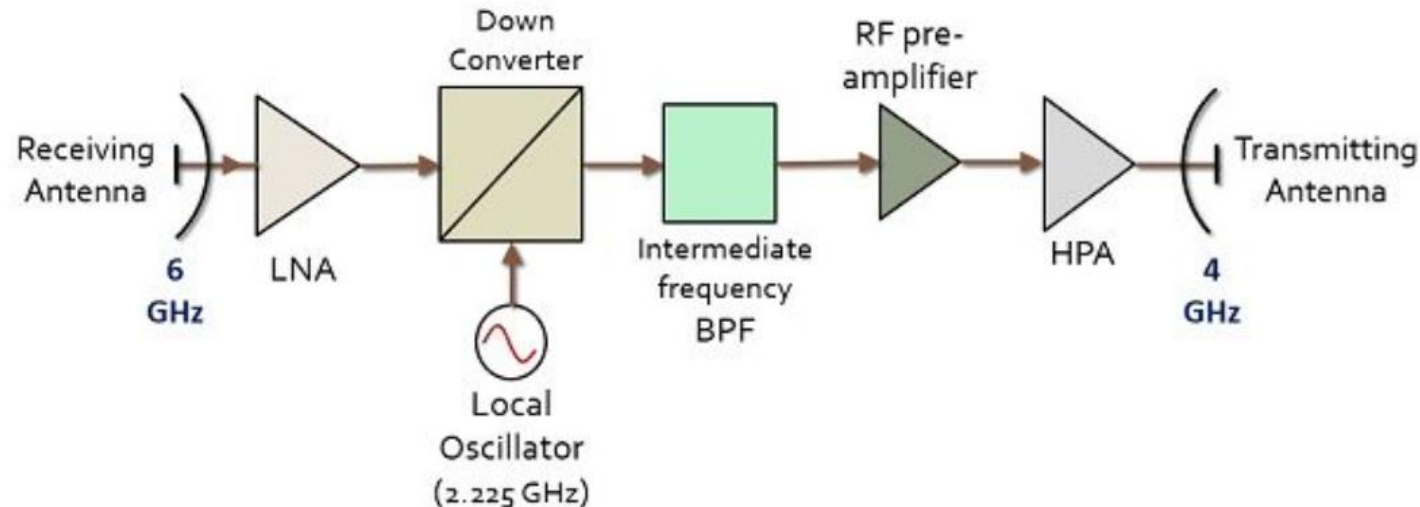 Receiving
Antenna
6
GHz
LNA
Down
Converter
Local
Oscillator
(2.225 GHz)
Intermediate
frequency
BPF
RF pre-
amplifier
HPA
4
GHz
Transmitting
Antenna